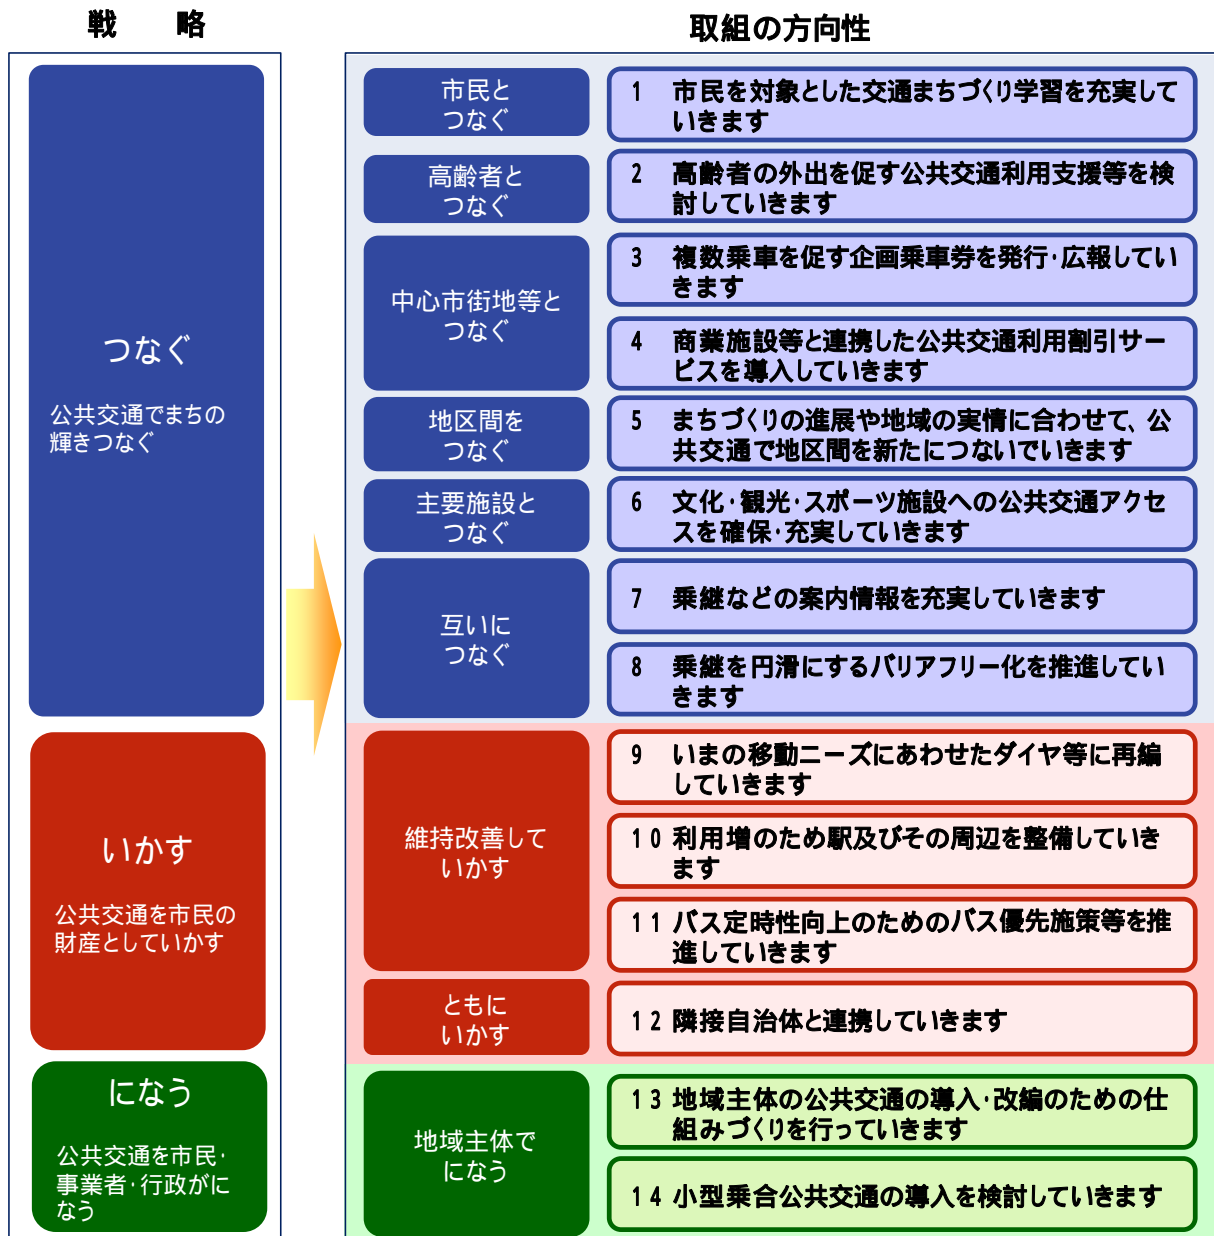 戦　略
取組の方向性
つなぐ
公共交通でまちの
輝きつなぐ
市民と
つなぐ
1　市民を対象とした交通まちづくり学習を充実して
いきます
高齢者と
つなぐ
2　高齢者の外出を促す公共交通利用支援等を検
討していきます
中心市街地等と
つなぐ
3　複数乗車を促す企画乗車券を発行・広報してい
きます
4　商業施設等と連携した公共交通利用割引サー
ビスを導入していきます
地区間を
つなぐ
5　まちづくりの進展や地域の実情に合わせて、公
共交通で地区間を新たにつないでいきます
主要施設と
つなぐ
6　文化・観光・スポーツ施設への公共交通アクセ
スを確保・充実していきます
互いに
つなぐ
7　乗継などの案内情報を充実していきます
8　乗継を円滑にするバリアフリー化を推進してい
きます
いかす
公共交通を市民の
財産としていかす
維持改善して
いかす
9　いまの移動ニーズにあわせたダイヤ等に再編
していきます
10 利用増のため駅及びその周辺を整備していき
ます
11 バス定時性向上のためのバス優先施策等を推
進していきます
ともに
いかす
12 隣接自治体と連携していきます
になう
公共交通を市民・
事業者・行政がに
なう
地域主体で
になう
13 地域主体の公共交通の導入・改編のための仕
組みづくりを行っていきます
14 小型乗合公共交通の導入を検討していきます